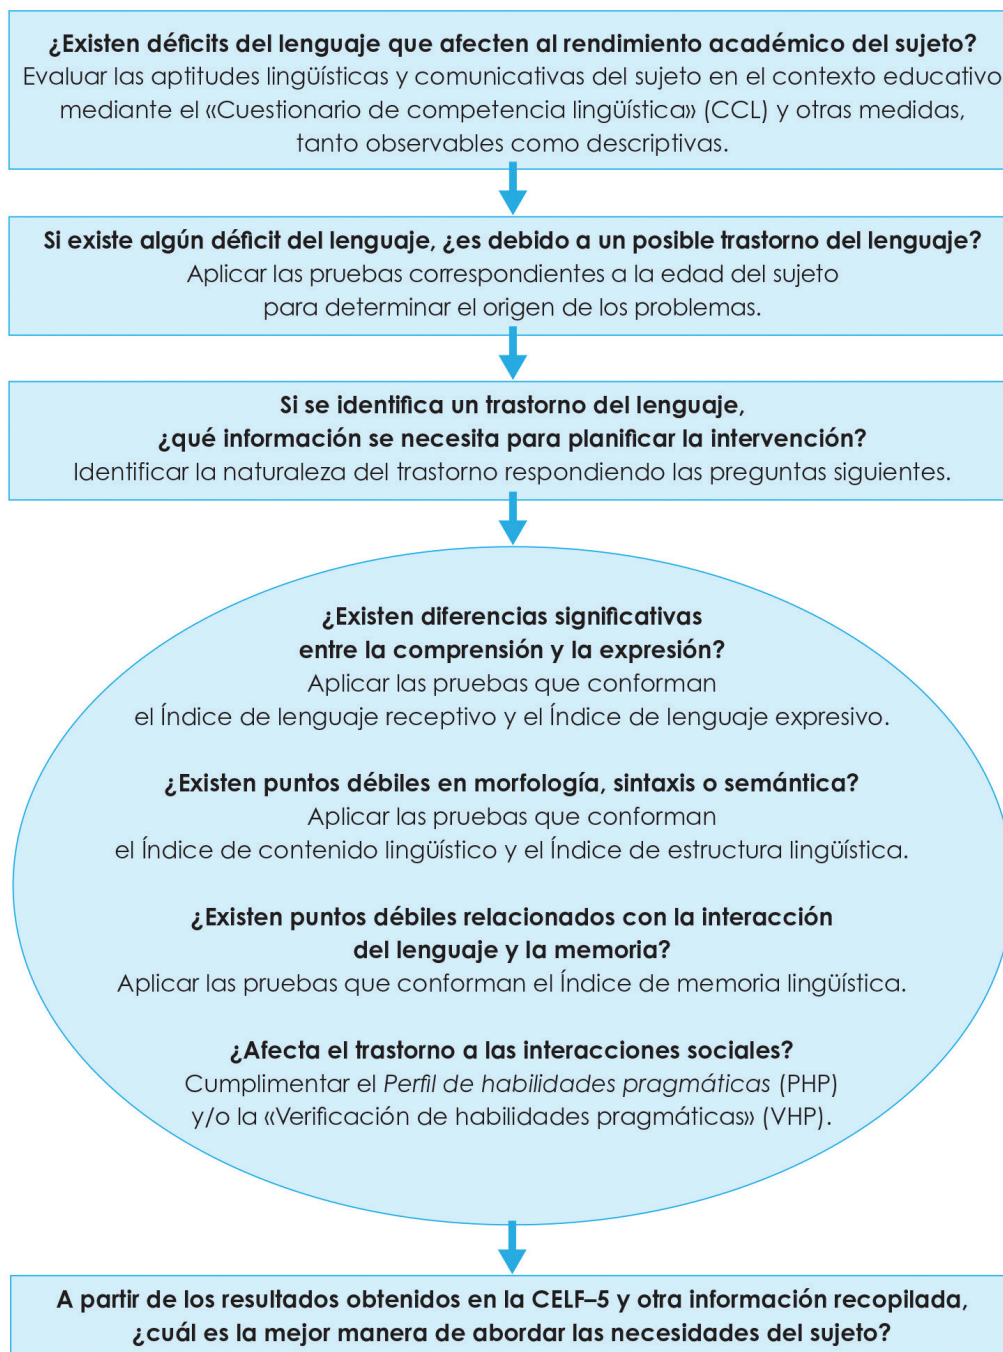 ¿Existen déficits del lenguaje que afecten al rendimiento académico del sujeto?
Evaluar las aptitudes lingüísticas y comunicativas del sujeto en el contexto educativo
mediante el «Cuestionario de competencia lingüística» (CCL) y otras medidas,
tanto observables como descriptivas.
Si existe algún déficit del lenguaje, ¿es debido a un posible trastorno del lenguaje?
Aplicar las pruebas correspondientes a la edad del sujeto
para determinar el origen de los problemas.
Si se identifica un trastorno del lenguaje,
¿qué información se necesita para planificar la intervención?
Identificar la naturaleza del trastorno respondiendo las preguntas siguientes.
¿Existen diferencias significativas
entre la comprensión y la expresión?
Aplicar las pruebas que conforman
el Índice de lenguaje receptivo y el Índice de lenguaje expresivo.
¿Existen puntos débiles en morfología, sintaxis o semántica?
Aplicar las pruebas que conforman
el Índice de contenido lingüístico y el Índice de estructura lingüística.
¿Existen puntos débiles relacionados con la interacción
del lenguaje y la memoria?
Aplicar las pruebas que conforman el Índice de memoria lingüística.
¿Afecta el trastorno a las interacciones sociales?
Cumplimentar el Perfil de habilidades pragmáticas (PHP)
y/o la «Verificación de habilidades pragmáticas» (VHP).
A partir de los resultados obtenidos en la CELF–5 y otra información recopilada,
¿cuál es la mejor manera de abordar las necesidades del sujeto?